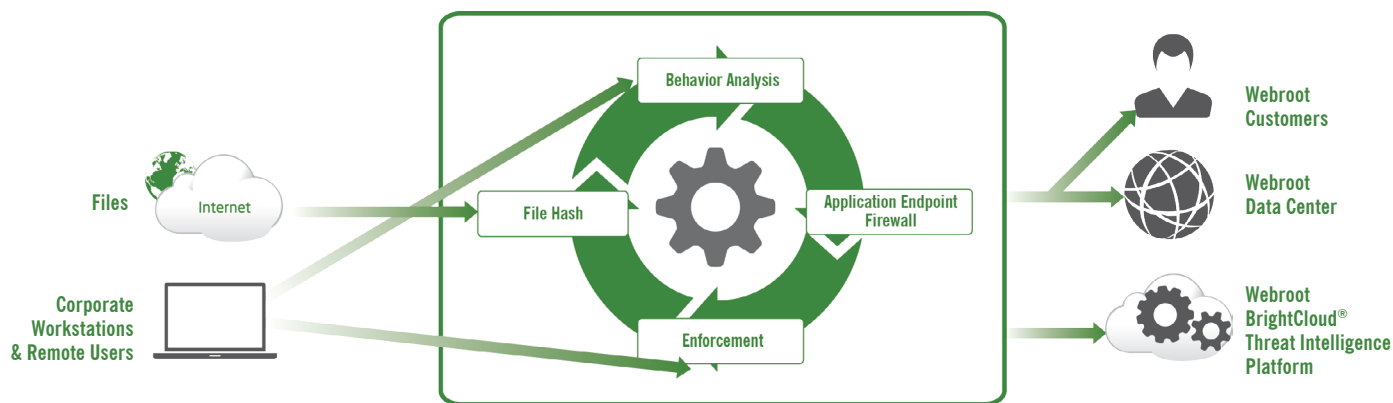 Files
Internet
Corporate
Workstations
& Remote Users
Behavior Analysis
File Hash
Application Endpoint
Firewall
Enforcement
Webroot
Customers
Webroot
Data Center
Webroot
BrightCloud®
Threat Intelligence
Platform